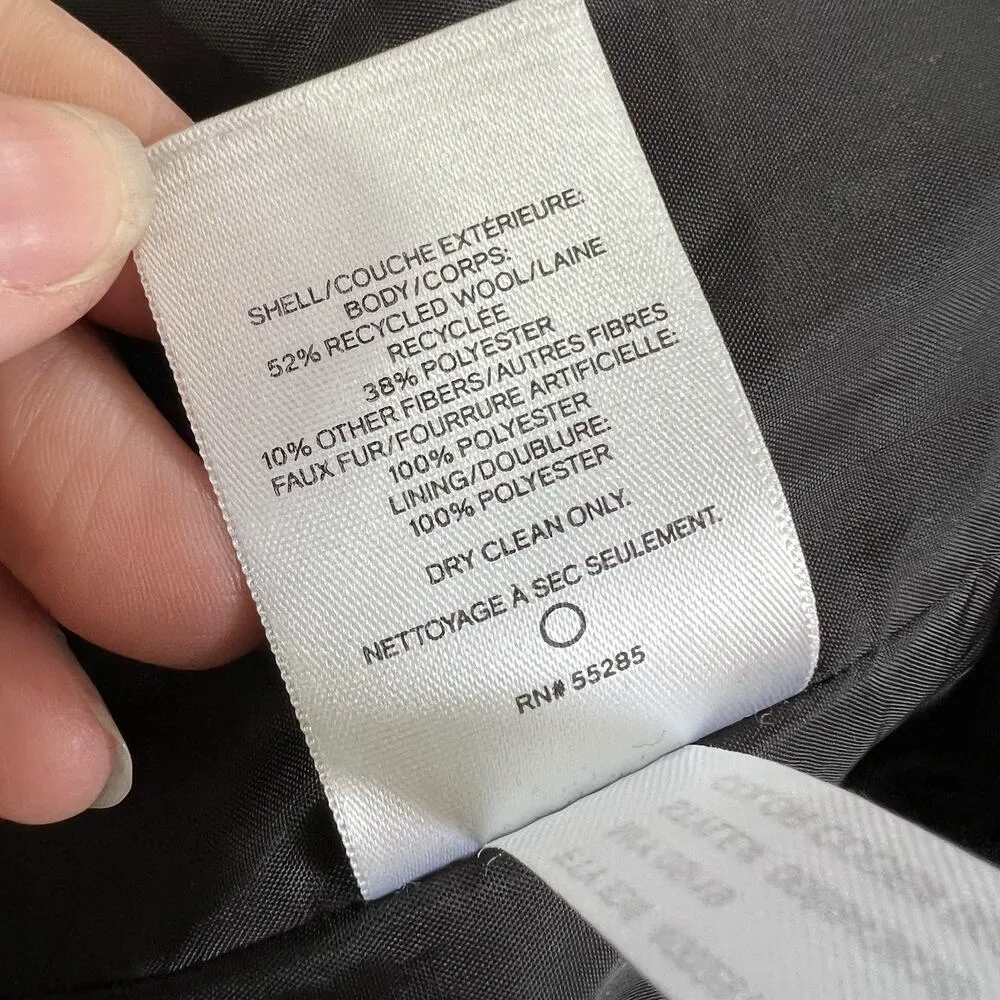 SHELL/COUCHE EXTÉRIEURE:
BODY/CORPS:
52% RECYCLED WOOL/LAINE
RECYCLÉE
38% POLYESTER
10% OTHER FIBERS/AUTRES FIBRES
FAUX FUR/FOURRURE ARTIFICIELLE:
100% POLYESTER
LINING/DOUBLURE:
100% POLYESTER
DRY CLEAN ONLY.
NETTOYAGE À SEC SEULEMENT.
RN# 55285